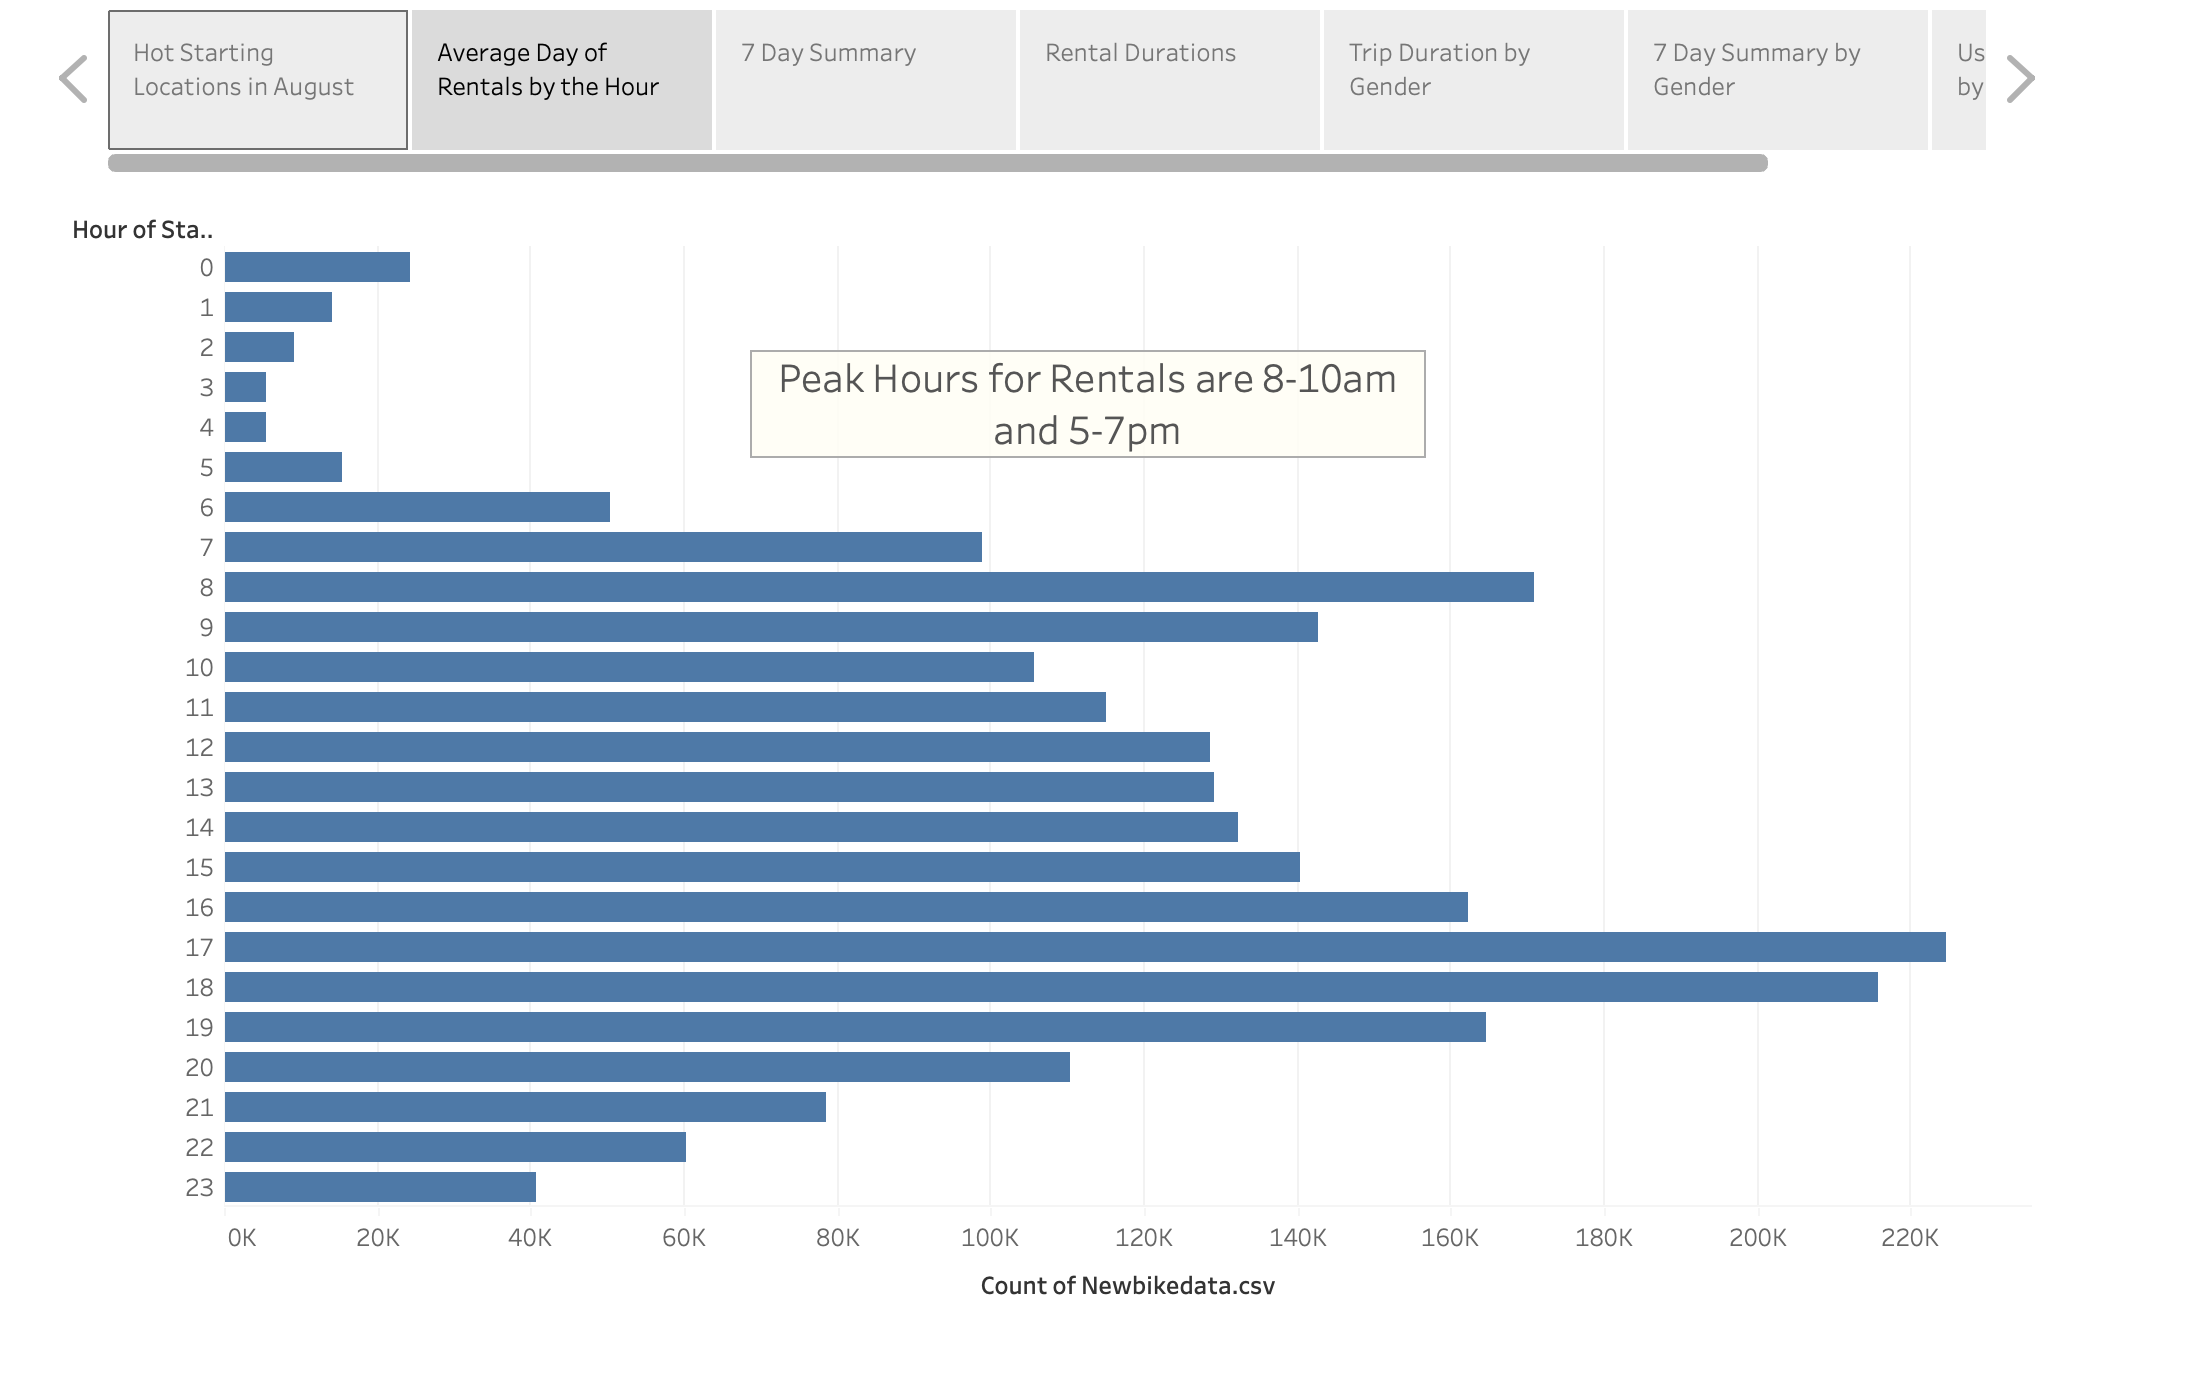 Hot Starting
Locations in August
Average Day of
Rentals by the Hour
7 Day Summary
Rental Durations
Trip Duration by
Gender
7 Day Summary by
Gender
Us
by
Hour of Sta..
0
1
2
3
4
5
6
7
8
9
10
11
12
13
14
15
16
17
18
19
20
21
22
23
Peak Hours for Rentals are 8-10am
and 5-7pm
0K 20K 40K 60K 80K 100K 120K 140K 160K 180K 200K 220K
Count of Newbikedata.csv